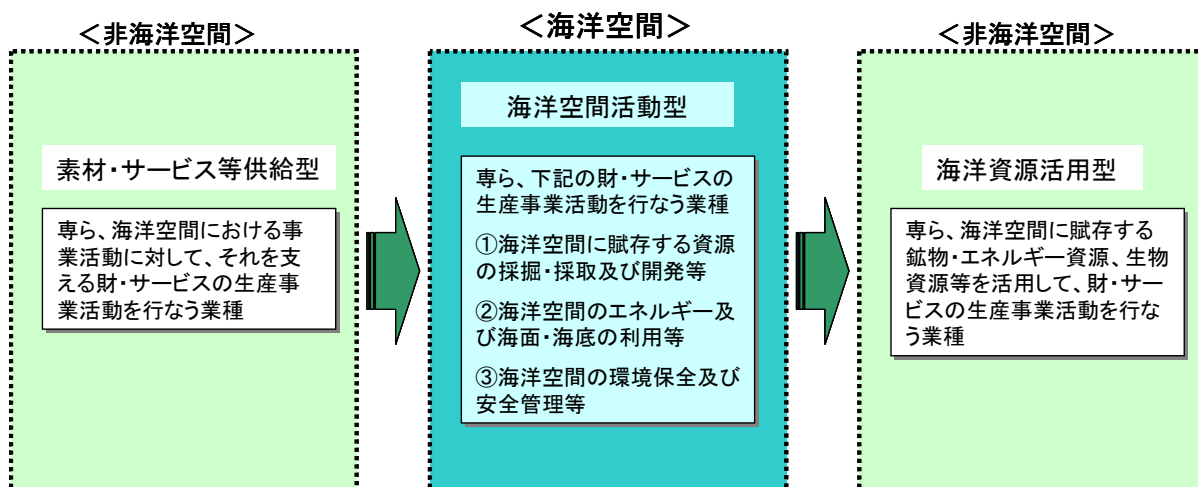 ＜非海洋空間＞
素材・サービス等供給型
専ら、海洋空間における事
業活動に対して、それを支
える財・サービスの生産事
業活動を行なう業種
＜海洋空間＞
海洋空間活動型
専ら、下記の財・サービスの
生産事業活動を行なう業種
①海洋空間に賦存する資源
の採掘・採取及び開発等
②海洋空間のエネルギー及
び海面・海底の利用等
③海洋空間の環境保全及び
安全管理等
＜非海洋空間＞
海洋資源活用型
専ら、海洋空間に賦存する
鉱物・エネルギー資源、生物
資源等を活用して、財・サー
ビスの生産事業活動を行な
う業種